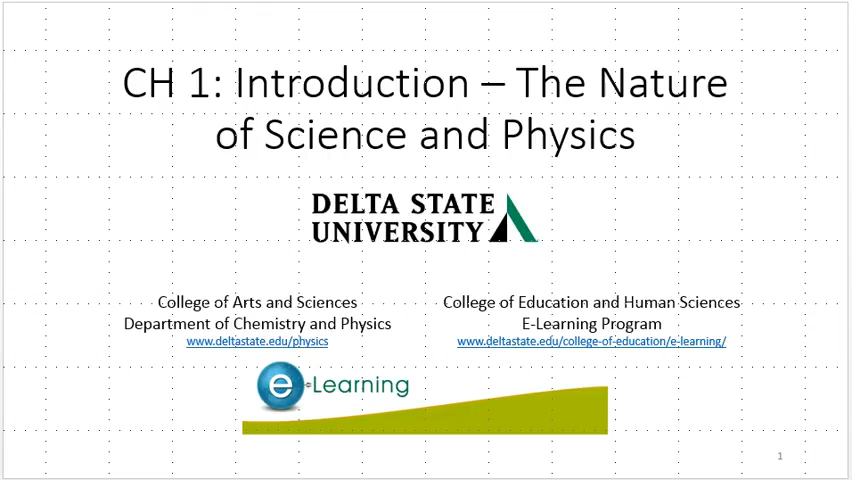 CH 1: Introduction – The Nature
of Science and Physics
DELTA STATE
UNIVERSITY
College of Arts and Sciences
Department of Chemistry and Physics
www.deltastate.edu/physics
College of Education and Human Sciences
E-Learning Program
www.deltastate.edu/college-of-education/e-learning/
e-Learning
1